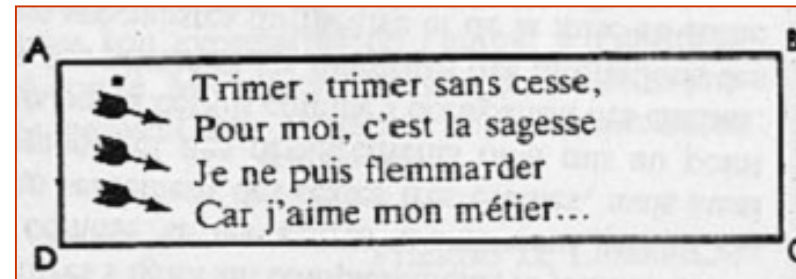 A B
Trimer, trimer sans cesse,
Pour moi, c'est la sagesse
Je ne puis flemmarder
Car j'aime mon métier...
D C